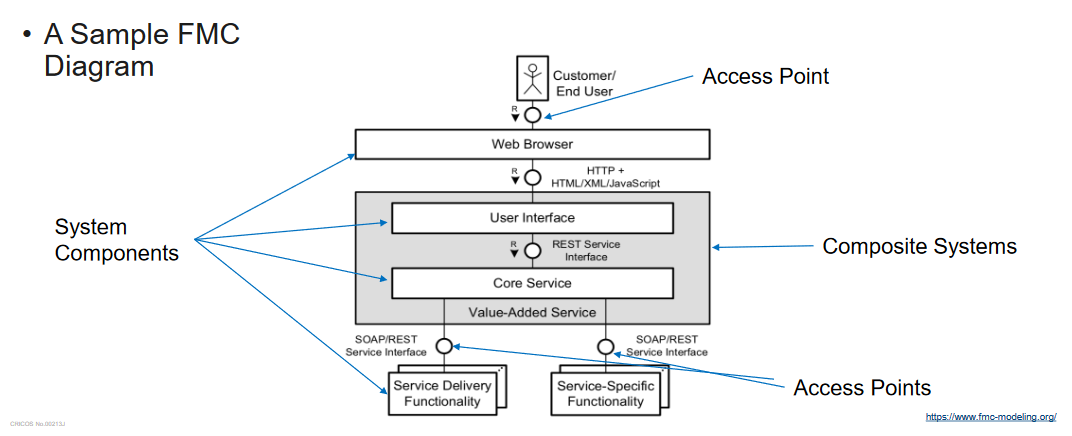 • A Sample FMC
Diagram
Customer/
End User
Access Point
R
Web Browser
R
HTTP +
HTML/XML/JavaScript
System
Components
User Interface
R
REST Service
Interface
Composite Systems
Core Service
Value-Added Service
SOAP/REST
Service Interface
SOAP/REST
Service Interface
Service Delivery
Functionality
Service-Specific
Functionality
Access Points
https://www.fmc-modeling.org/
CRICOS No.00213J